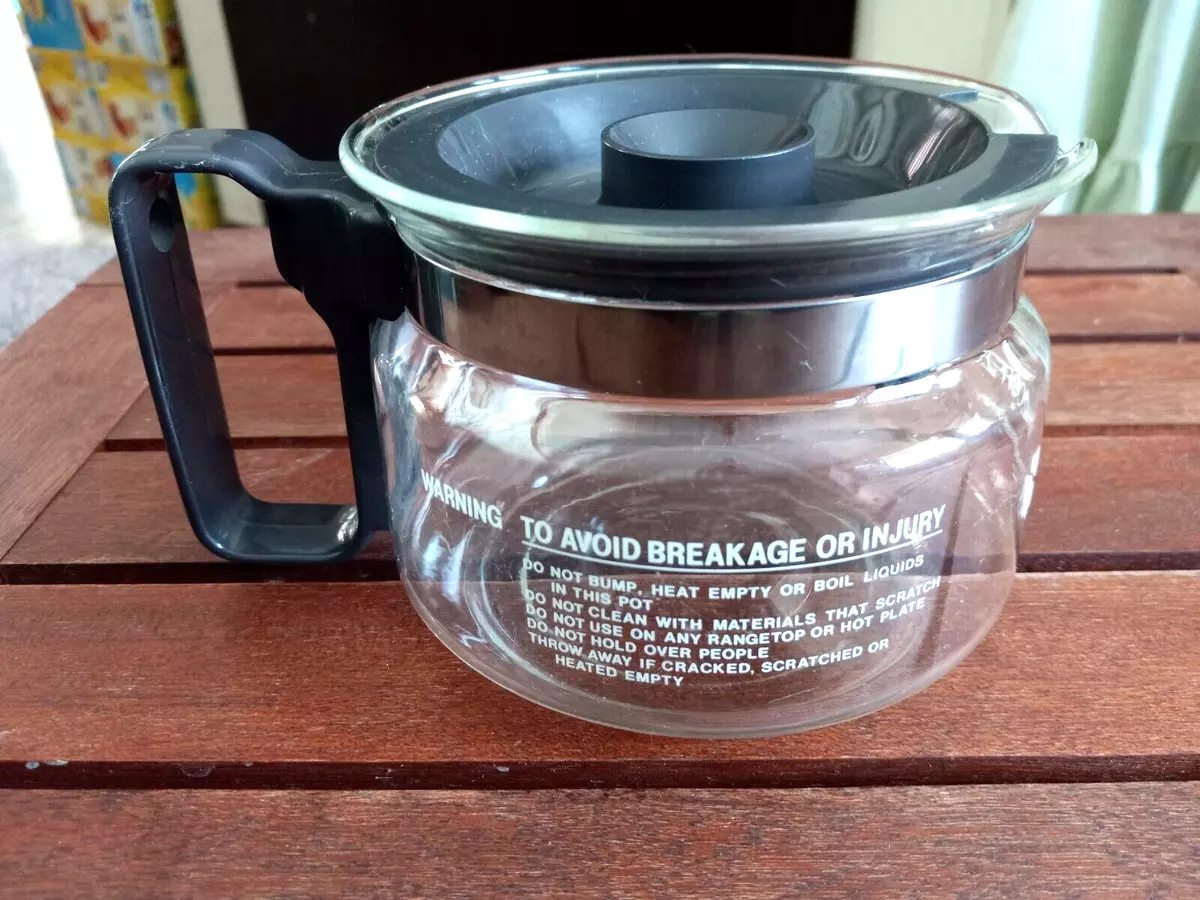 WARNING TO AVOID BREAKAGE OR INJURY
DO NOT BUMP, HEAT EMPTY OR BOIL LIQUIDS
IN THIS POT
DO NOT CLEAN WITH MATERIALS THAT SCRATCH
DO NOT USE ON ANY RANGETOP OR HOT PLATE
DO NOT HOLD OVER PEOPLE
THROW AWAY IF CRACKED, SCRATCHED OR
HEATED EMPTY